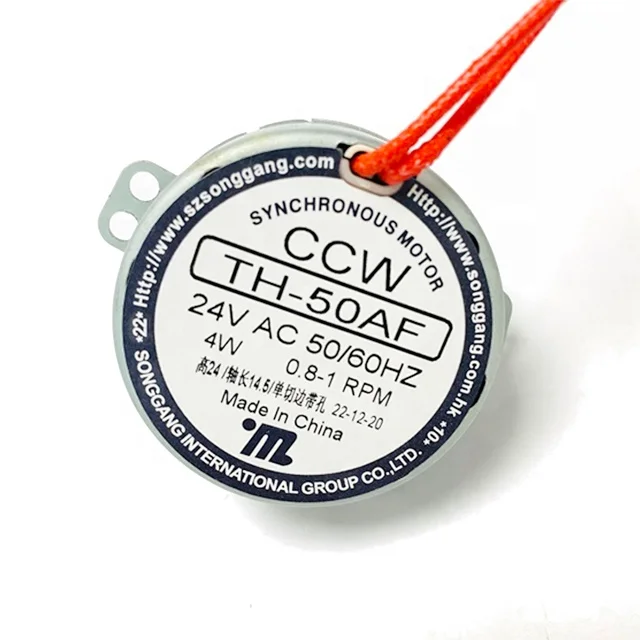 *22* Http://www.szsonggang.com
Http://www.songgang.com.hk *10*
SYNCHRONOUS MOTOR
CCW
TH-50AF
24V AC 50/60HZ
4W 0.8-1 RPM
高24/轴长14.5/单切边带孔 22-12-20
Made In China
SONGGANG INTERNATIONAL GROUP CO.,LTD.